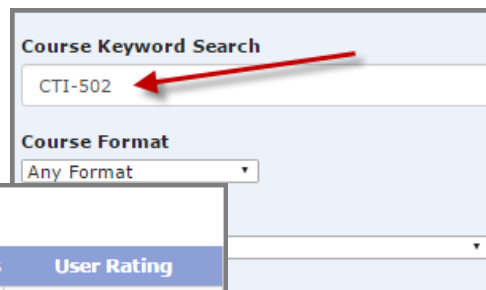 Course Keyword Search
CTI-502
Course Format
Any Format
User Rating